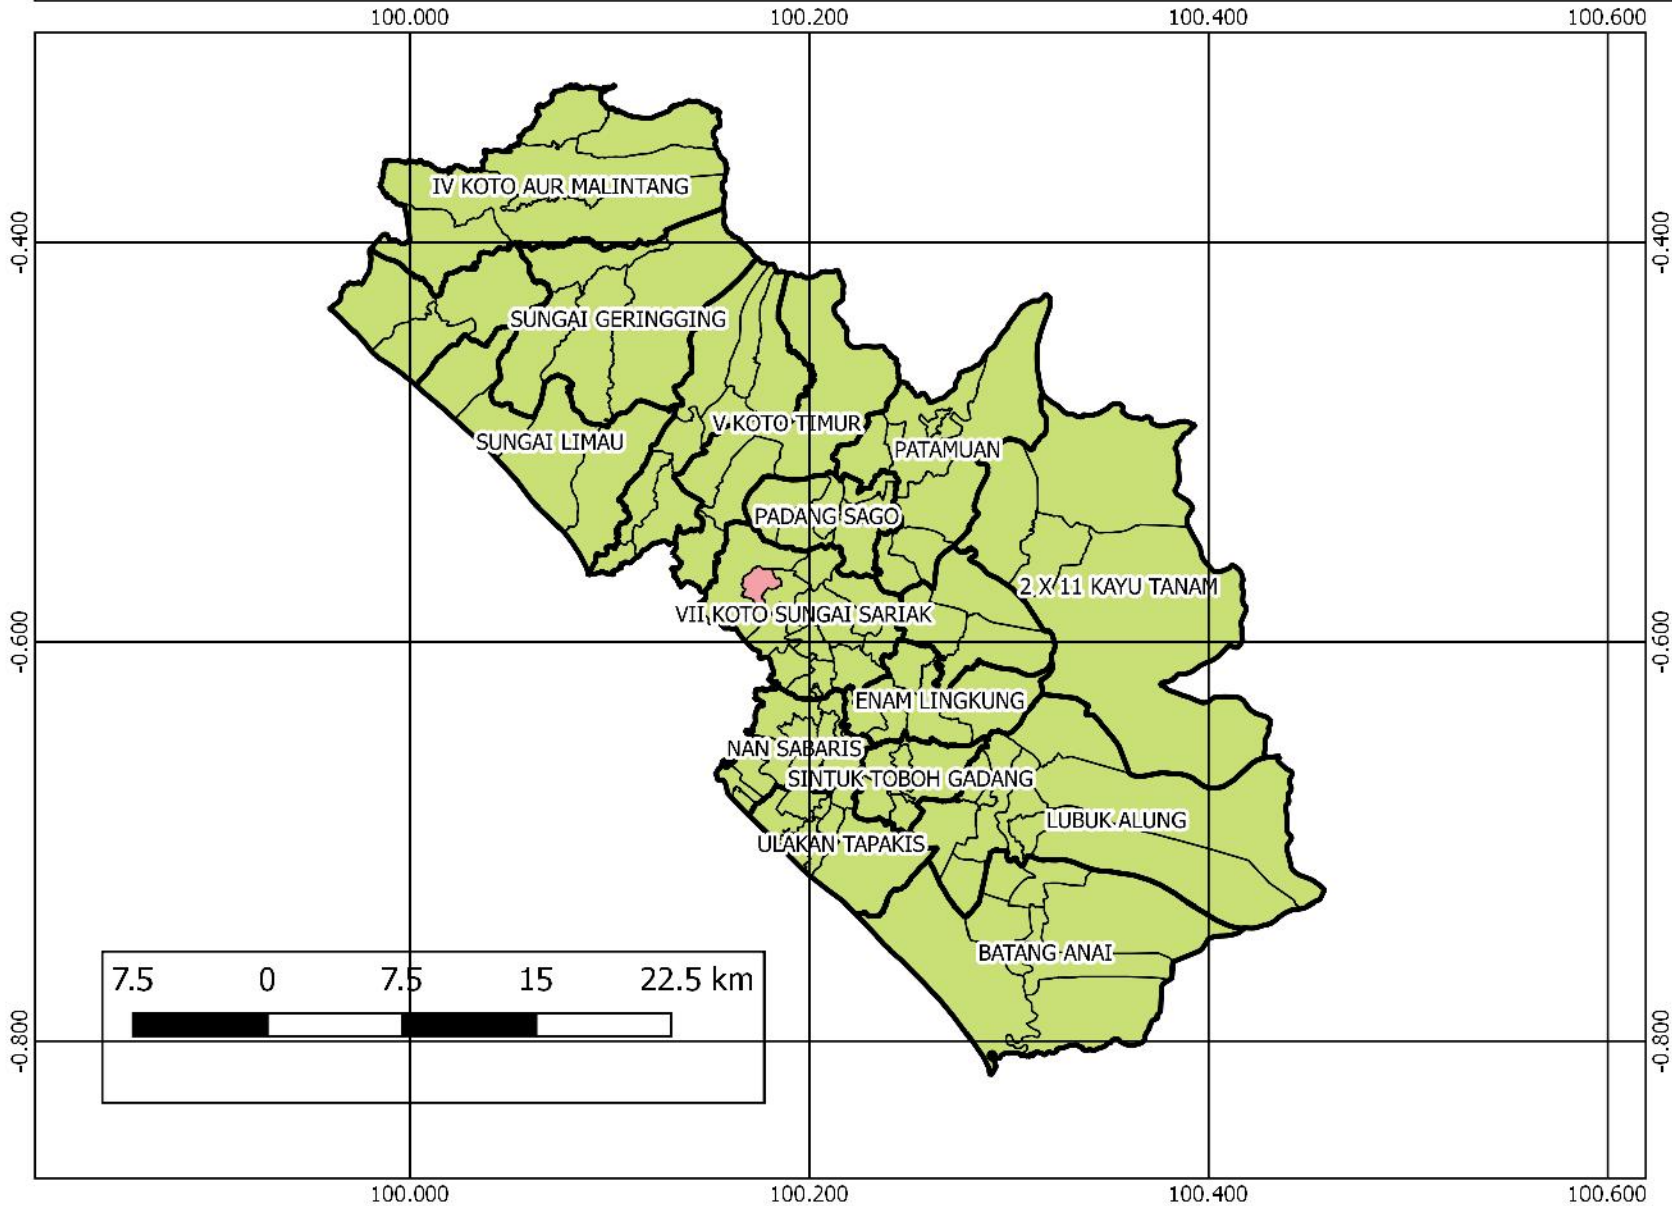 100.000 100.200 100.400 100.600
IV KOTO AUR MALINTANG
-0.400 -0.400
SUNGAI GERINGGING
V KOTO TIMUR
SUNGAI LIMAU
PATAMUAN
PADANG SAGO
2 X 11 KAYU TANAM
VII KOTO SUNGAI SARIAK
-0.600 -0.600
ENAM LINGKUNG
NAN SABARIS
SINTUK TOBOH GADANG
LUBUK ALUNG
ULAKAN TAPAKIS
BATANG ANAI
7.5 0 7.5 15 22.5 km
-0.800 -0.800
100.000 100.200 100.400 100.600